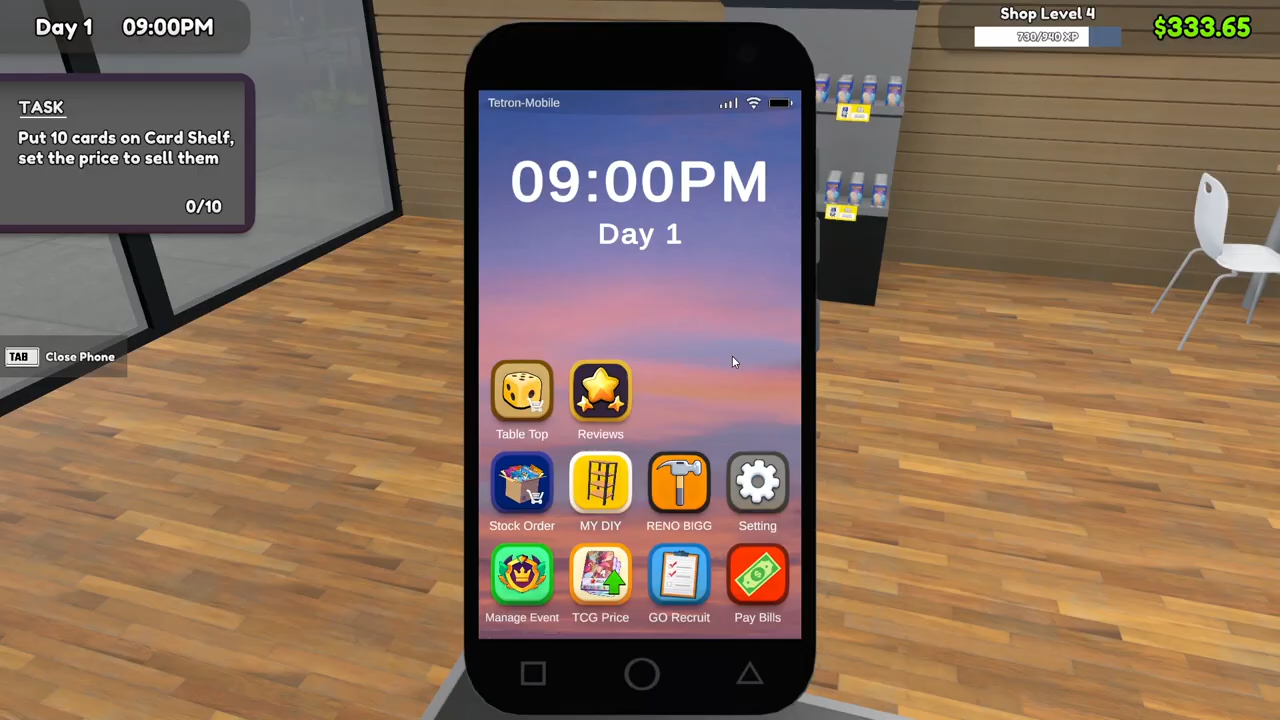 Day 1 09:00PM
Shop Level 4
730/940 XP
$333.65
TASK
Put 10 cards on Card Shelf,
set the price to sell them
0/10
TAB Close Phone
Tetron-Mobile
09:00PM
Day 1
Table Top Reviews
Stock Order MY DIY RENO BIGG Setting
Manage Event TCG Price GO Recruit Pay Bills